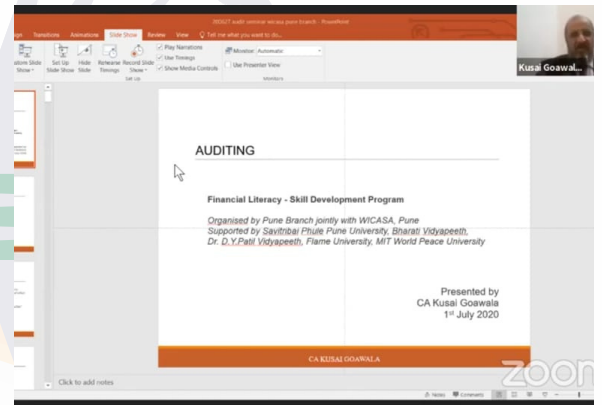 200627 audit seminar wicasa pune branch - PowerPoint
ign Transitions Animations Slide Show Review View Tell me what you want to do...
Set Up Slide Show
Hide Slide
Rehearse Timings
Record Slide Show
Play Narrations
Use Timings
Show Media Controls
Set Up
Monitor: Automatic
Use Presenter View
Monitors
Kusai Goawal...
AUDITING
Financial Literacy - Skill Development Program
Organised by Pune Branch jointly with WICASA, Pune
Supported by Savitribai Phule Pune University, Bharati Vidyapeeth,
Dr. D.Y.Patil Vidyapeeth, Flame University, MIT World Peace University
Presented by
CA Kusai Goawala
1st July 2020
CA KUSAI GOAWALA
zoom
Click to add notes
Notes Comments